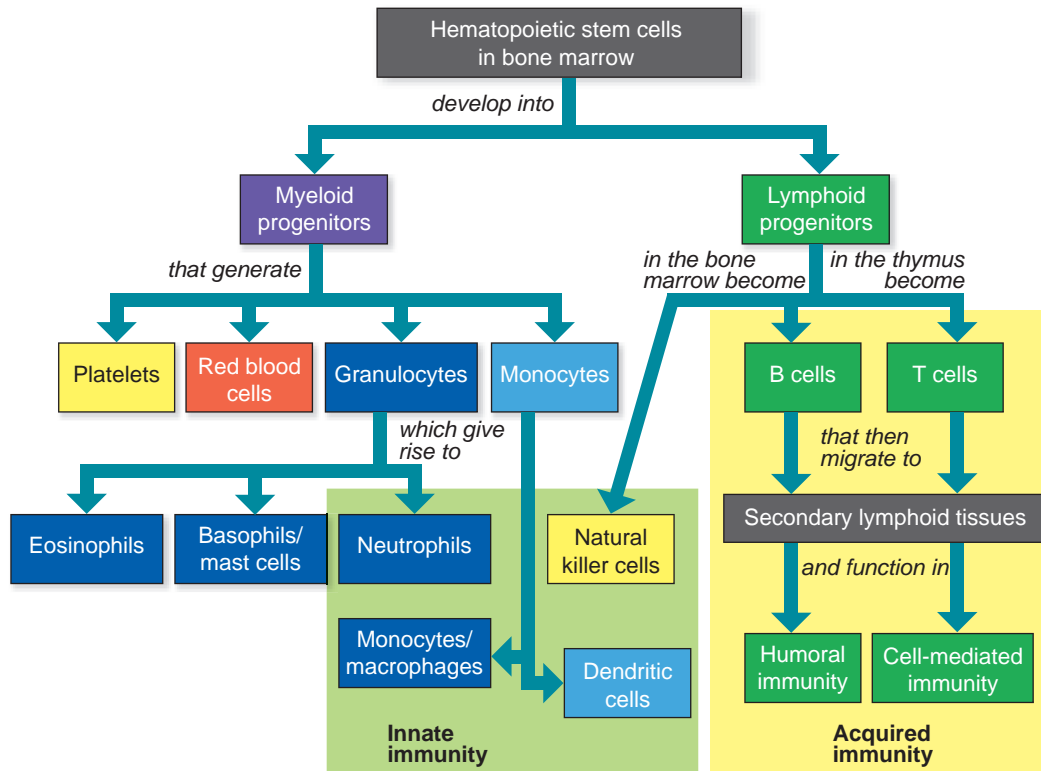 Hematopoietic stem cells
in bone marrow
develop into
Myeloid
progenitors
Lymphoid
progenitors
that generate
in the bone
marrow become
in the thymus
become
Platelets
Red blood
cells
Granulocytes
Monocytes
B cells
T cells
which give
rise to
that then
migrate to
Eosinophils
Basophils/
mast cells
Neutrophils
Natural
killer cells
Secondary lymphoid tissues
and function in
Monocytes/
macrophages
Dendritic
cells
Humoral
immunity
Cell-mediated
immunity
Innate
immunity
Acquired
immunity